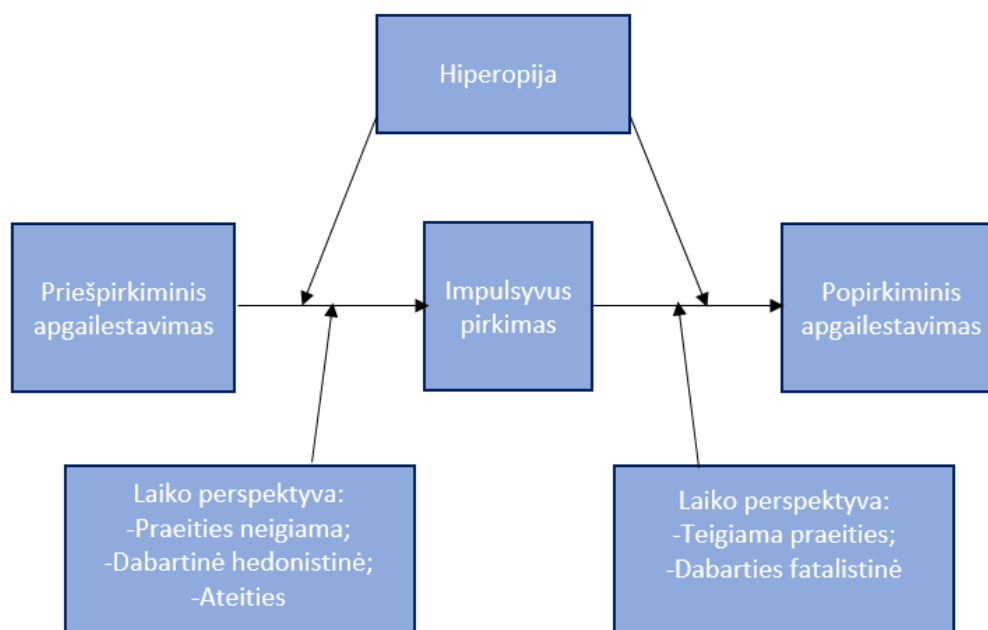 Hiperopija
Priešpirkiminis
apgailestavimas
Impulsyvus
pirkimas
Popirkiminis
apgailestavimas
Laiko perspektyva:
-Praeities neigiama;
-Dabartinė hedonistinė;
-Ateities
Laiko perspektyva:
-Teigiama praeities;
-Dabarties fatalistinė